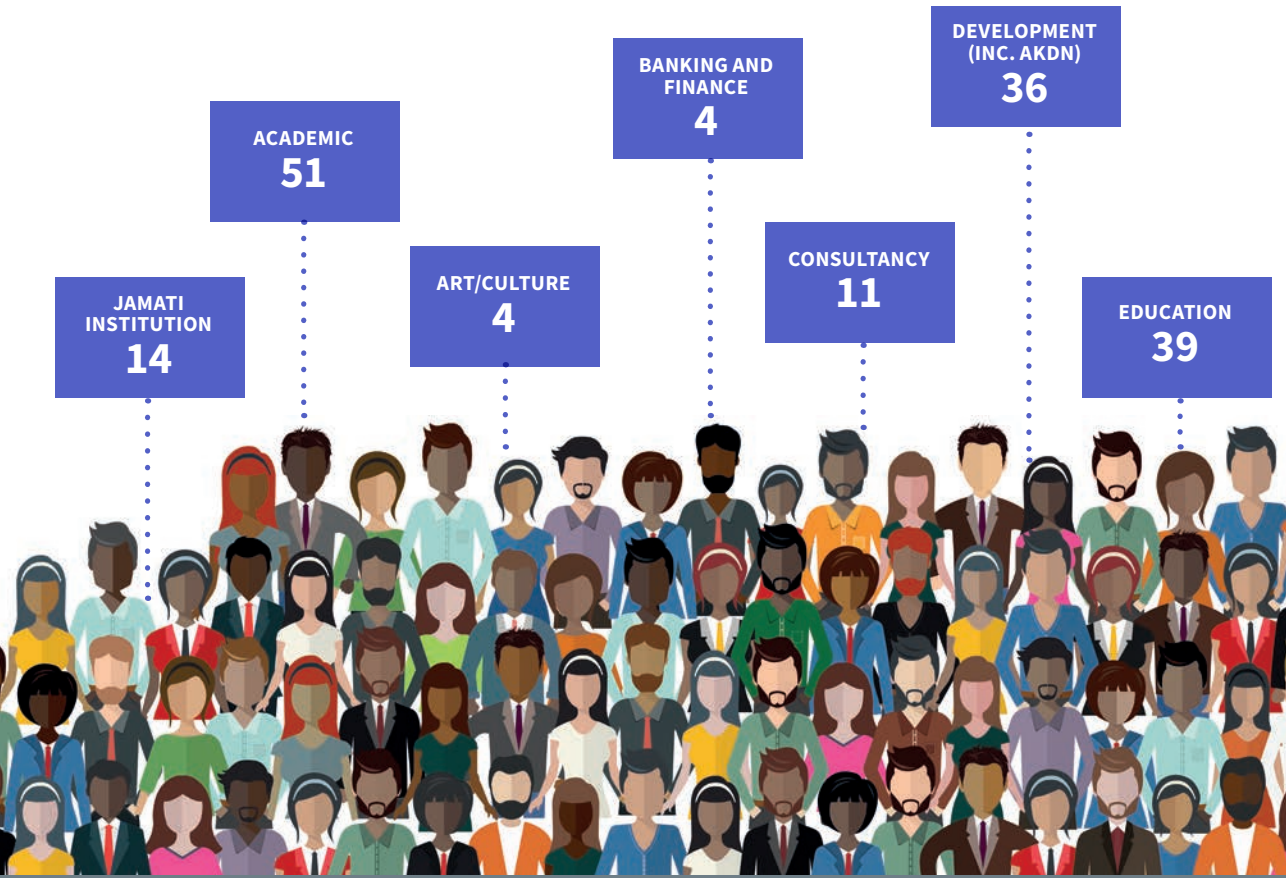 JAMATI
INSTITUTION
14
ACADEMIC
51
ART/CULTURE
4
BANKING AND
FINANCE
4
CONSULTANCY
11
DEVELOPMENT
(INC. AKDN)
36
EDUCATION
39